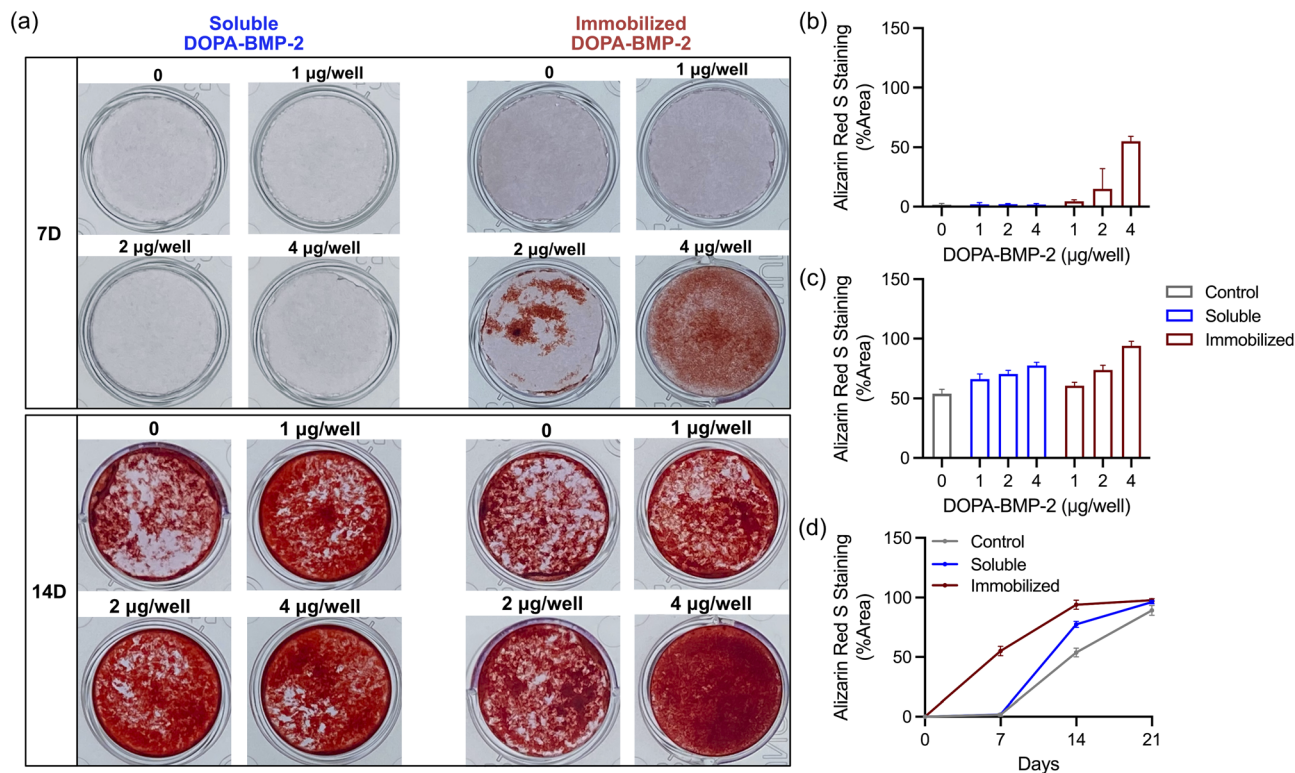 (a)
Soluble
DOPA-BMP-2
Immobilized
DOPA-BMP-2
7D
0
1 µg/well
0
1 µg/well
2 µg/well
4 µg/well
2 µg/well
4 µg/well
14D
0
1 µg/well
0
1 µg/well
2 µg/well
4 µg/well
2 µg/well
4 µg/well
(b)
Alizarin Red S Staining
(%Area)
150
100
50
0
0 1 2 4 1 2 4
DOPA-BMP-2 (µg/well)
(c)
Alizarin Red S Staining
(%Area)
150
100
50
0
0 1 2 4 1 2 4
DOPA-BMP-2 (µg/well)
Control
Soluble
Immobilized
(d)
Alizarin Red S Staining
(%Area)
150
100
50
0
Control
Soluble
Immobilized
0 7 14 21
Days